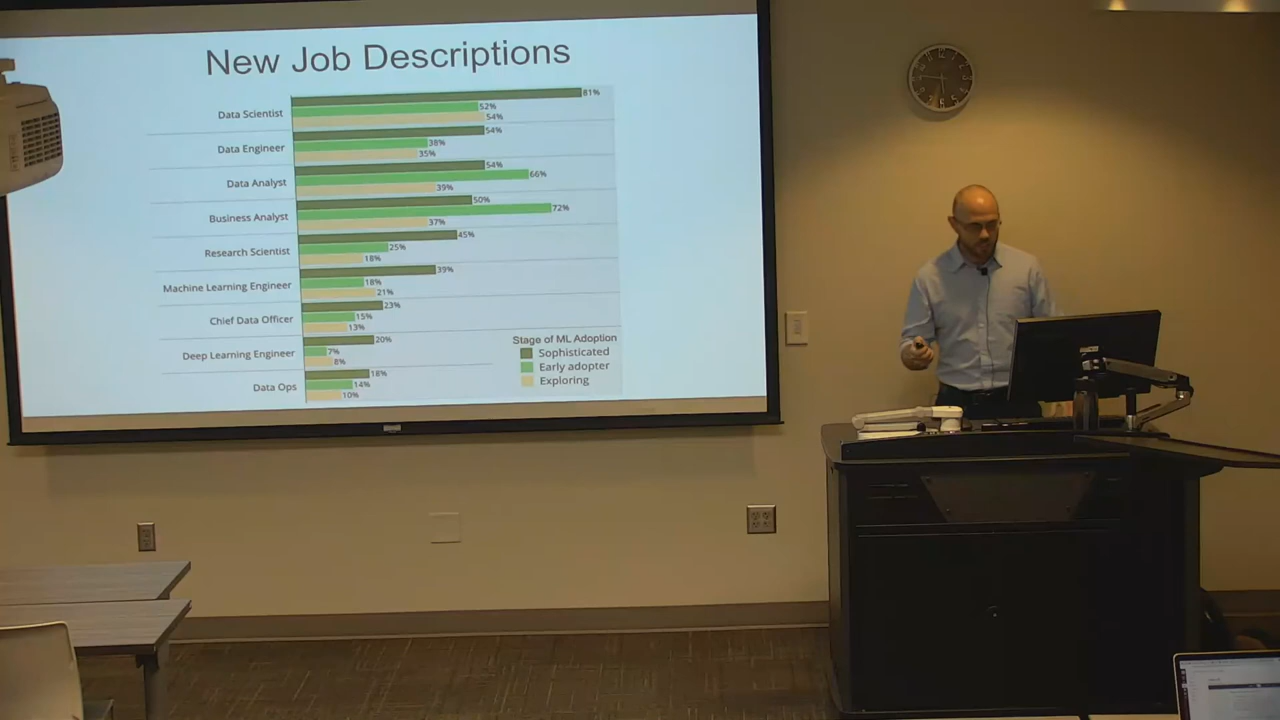 New Job Descriptions
Data Scientist
81%
52%
54%
Data Engineer
54%
38%
35%
Data Analyst
54%
66%
39%
Business Analyst
50%
72%
37%
Research Scientist
45%
25%
18%
Machine Learning Engineer
39%
18%
21%
Chief Data Officer
23%
15%
13%
Deep Learning Engineer
20%
7%
8%
Data Ops
18%
14%
10%
Stage of ML Adoption
Sophisticated
Early adopter
Exploring